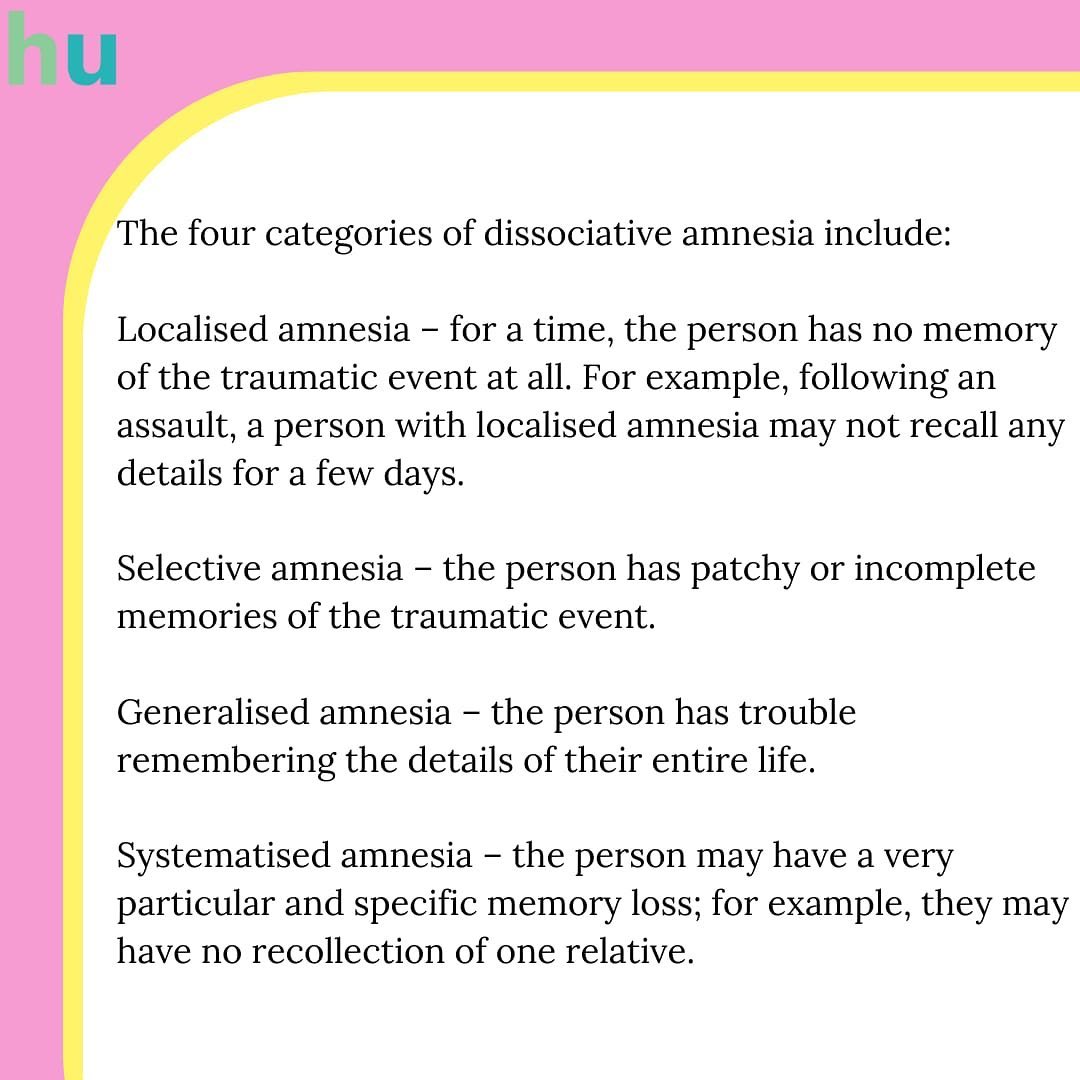 hu
The four categories of dissociative amnesia include:
Localised amnesia – for a time, the person has no memory
of the traumatic event at all. For example, following an
assault, a person with localised amnesia may not recall any
details for a few days.
Selective amnesia – the person has patchy or incomplete
memories of the traumatic event.
Generalised amnesia – the person has trouble
remembering the details of their entire life.
Systematised amnesia – the person may have a very
particular and specific memory loss; for example, they may
have no recollection of one relative.